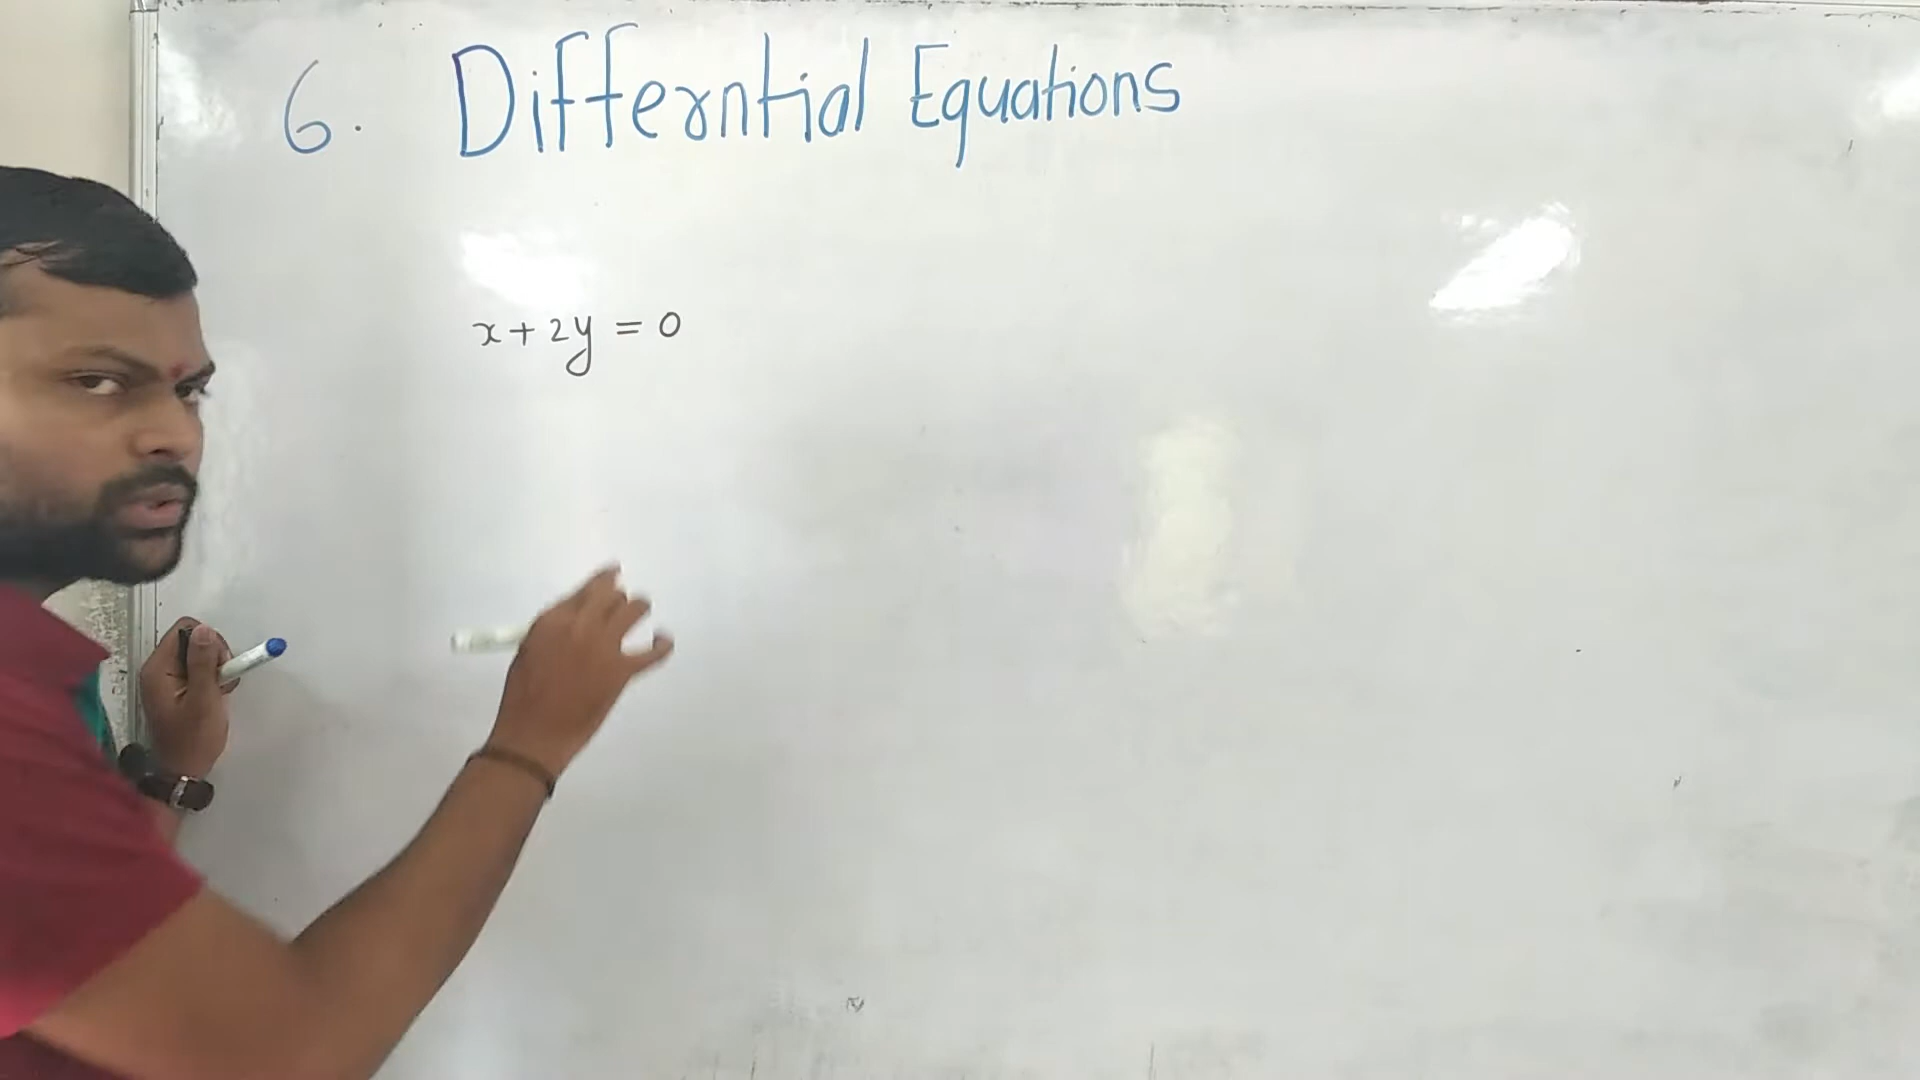 6. Differntial Equations
x + 2y = 0